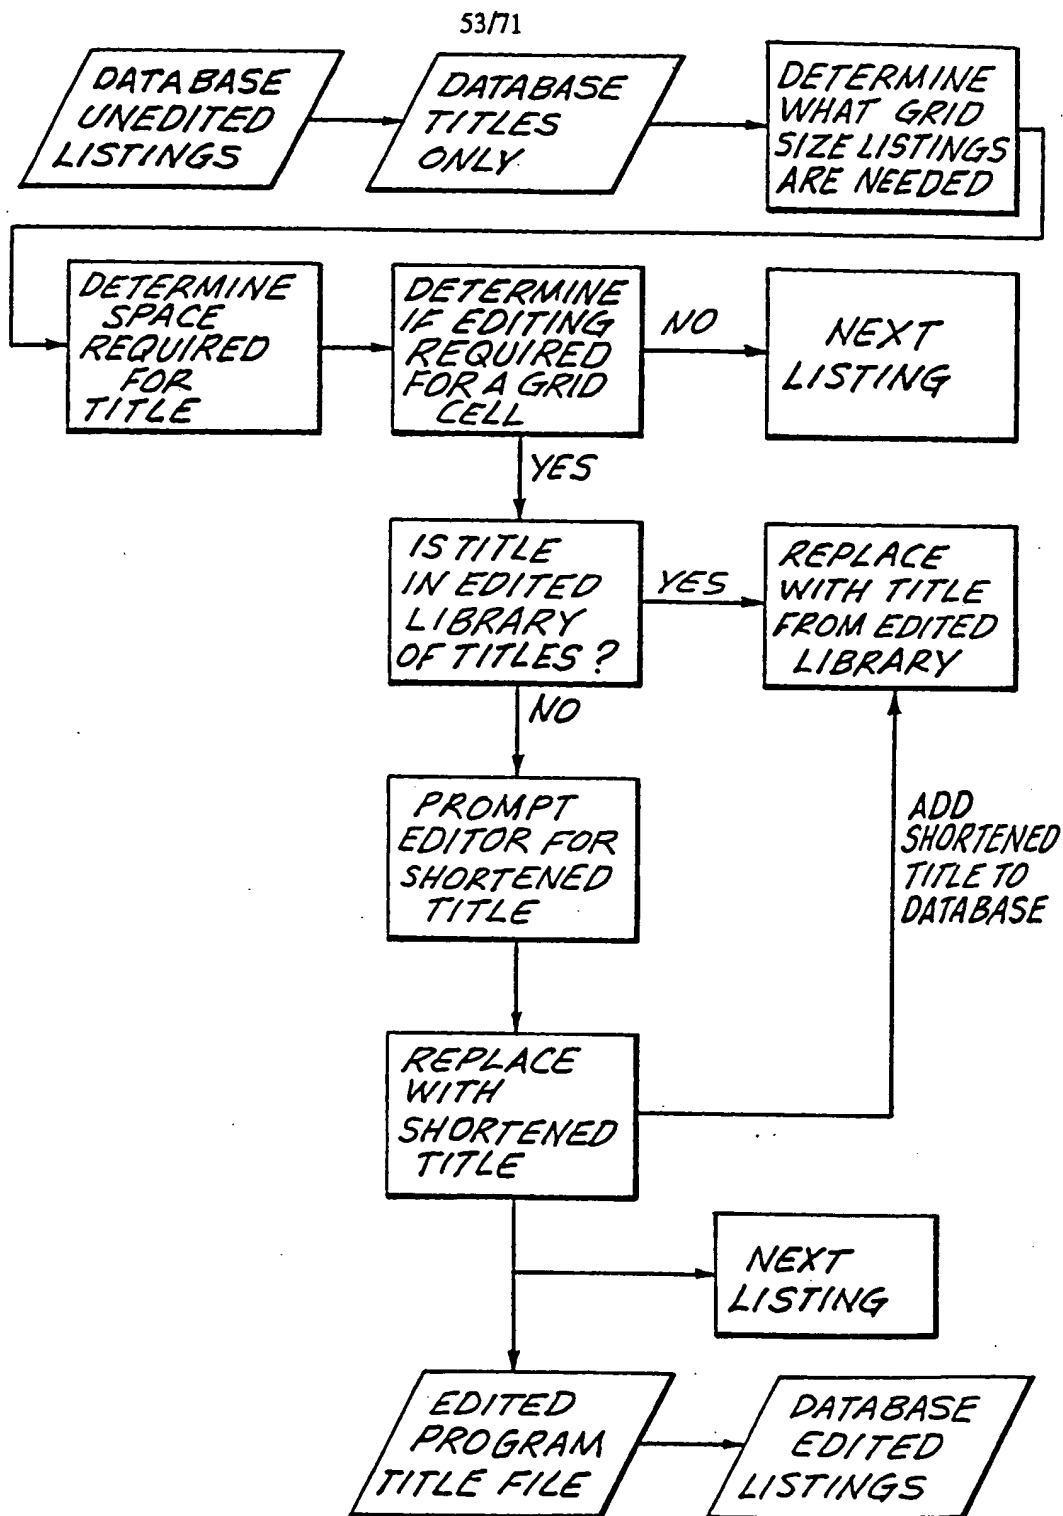 53/71
DATABASE
UNEDITED
LISTINGS
DATABASE
TITLES
ONLY
DETERMINE
WHAT GRID
SIZE LISTINGS
ARE NEEDED
DETERMINE
SPACE
REQUIRED
FOR
TITLE
DETERMINE
IF EDITING
REQUIRED
FOR A GRID
CELL
NO
NEXT
LISTING
YES
IS TITLE
IN EDITED
LIBRARY
OF TITLES?
YES
REPLACE
WITH TITLE
FROM EDITED
LIBRARY
NO
PROMPT
EDITOR FOR
SHORTENED
TITLE
ADD
SHORTENED
TITLE TO
DATABASE
REPLACE
WITH
SHORTENED
TITLE
NEXT
LISTING
EDITED
PROGRAM
TITLE FILE
DATABASE
EDITED
LISTINGS